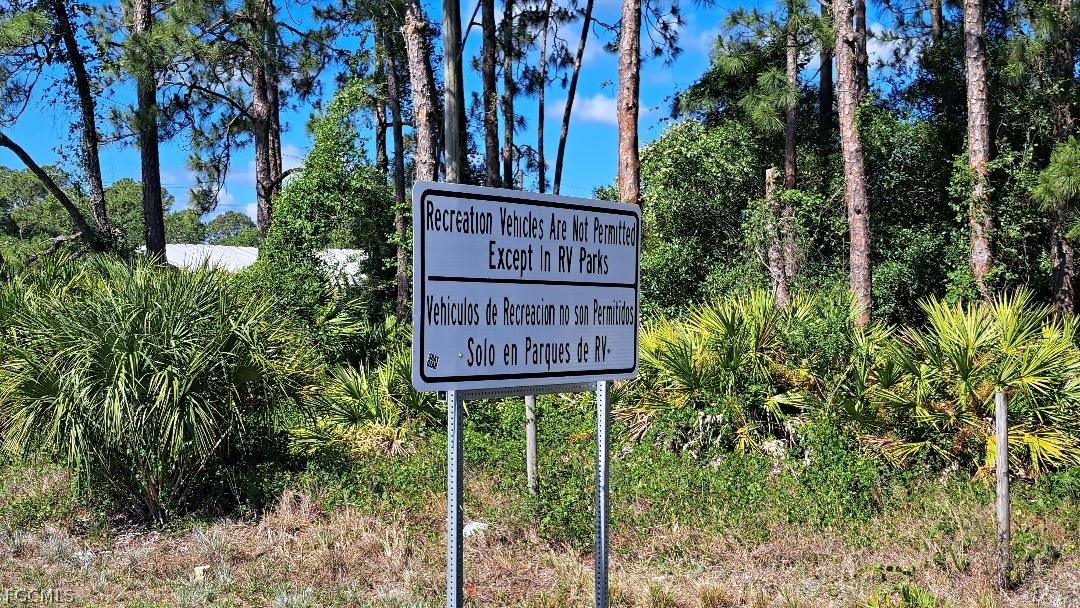 Recreation Vehicles Are Not Permitted
Except In RV Parks
Vehiculos de Recreacion no son Permitidos
Solo en Parques de RV
FGCMLS